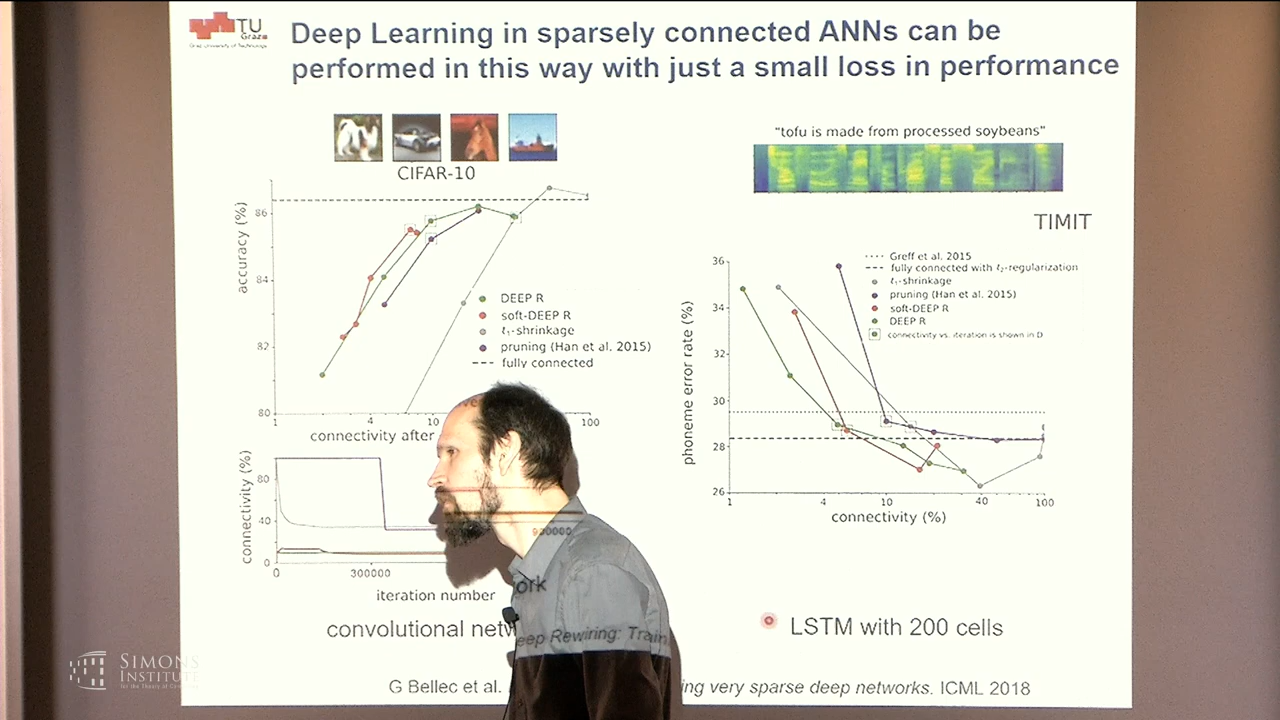 TU
Graz
Graz University of Technology
Deep Learning in sparsely connected ANNs can be
performed in this way with just a small loss in performance
CIFAR-10
accuracy (%)
86
84
82
80
1
4
10
100
connectivity after
DEEP R
soft-DEEP R
ℓ₁-shrinkage
pruning (Han et al. 2015)
fully connected
connectivity (%)
80
40
0
0
300000
900000
iteration number
convolutional netw
ork
"tofu is made from processed soybeans"
TIMIT
Greff et al. 2015
fully connected with ℓ₂-regularization
ℓ₁-shrinkage
pruning (Han et al. 2015)
soft-DEEP R
DEEP R
connectivity vs. iteration is shown in D
phoneme error rate (%)
36
34
32
30
28
26
1
4
10
40
100
connectivity (%)
LSTM with 200 cells
G Bellec et al.
eep Rewiring: Train
ing very sparse deep networks. ICML 2018
SIMONS
INSTITUTE